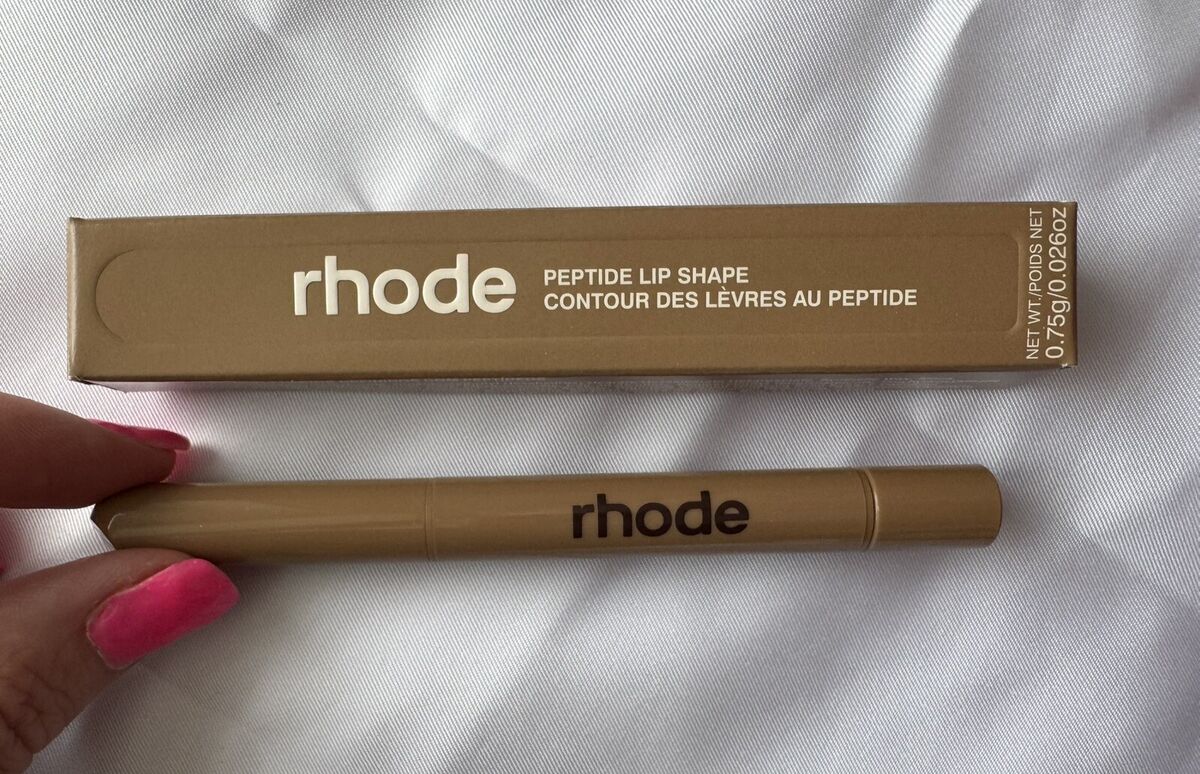 rhode
PEPTIDE LIP SHAPE
CONTOUR DES LÈVRES AU PEPTIDE
NET WT./POIDS NET
0.75g/0.026oz
rhode